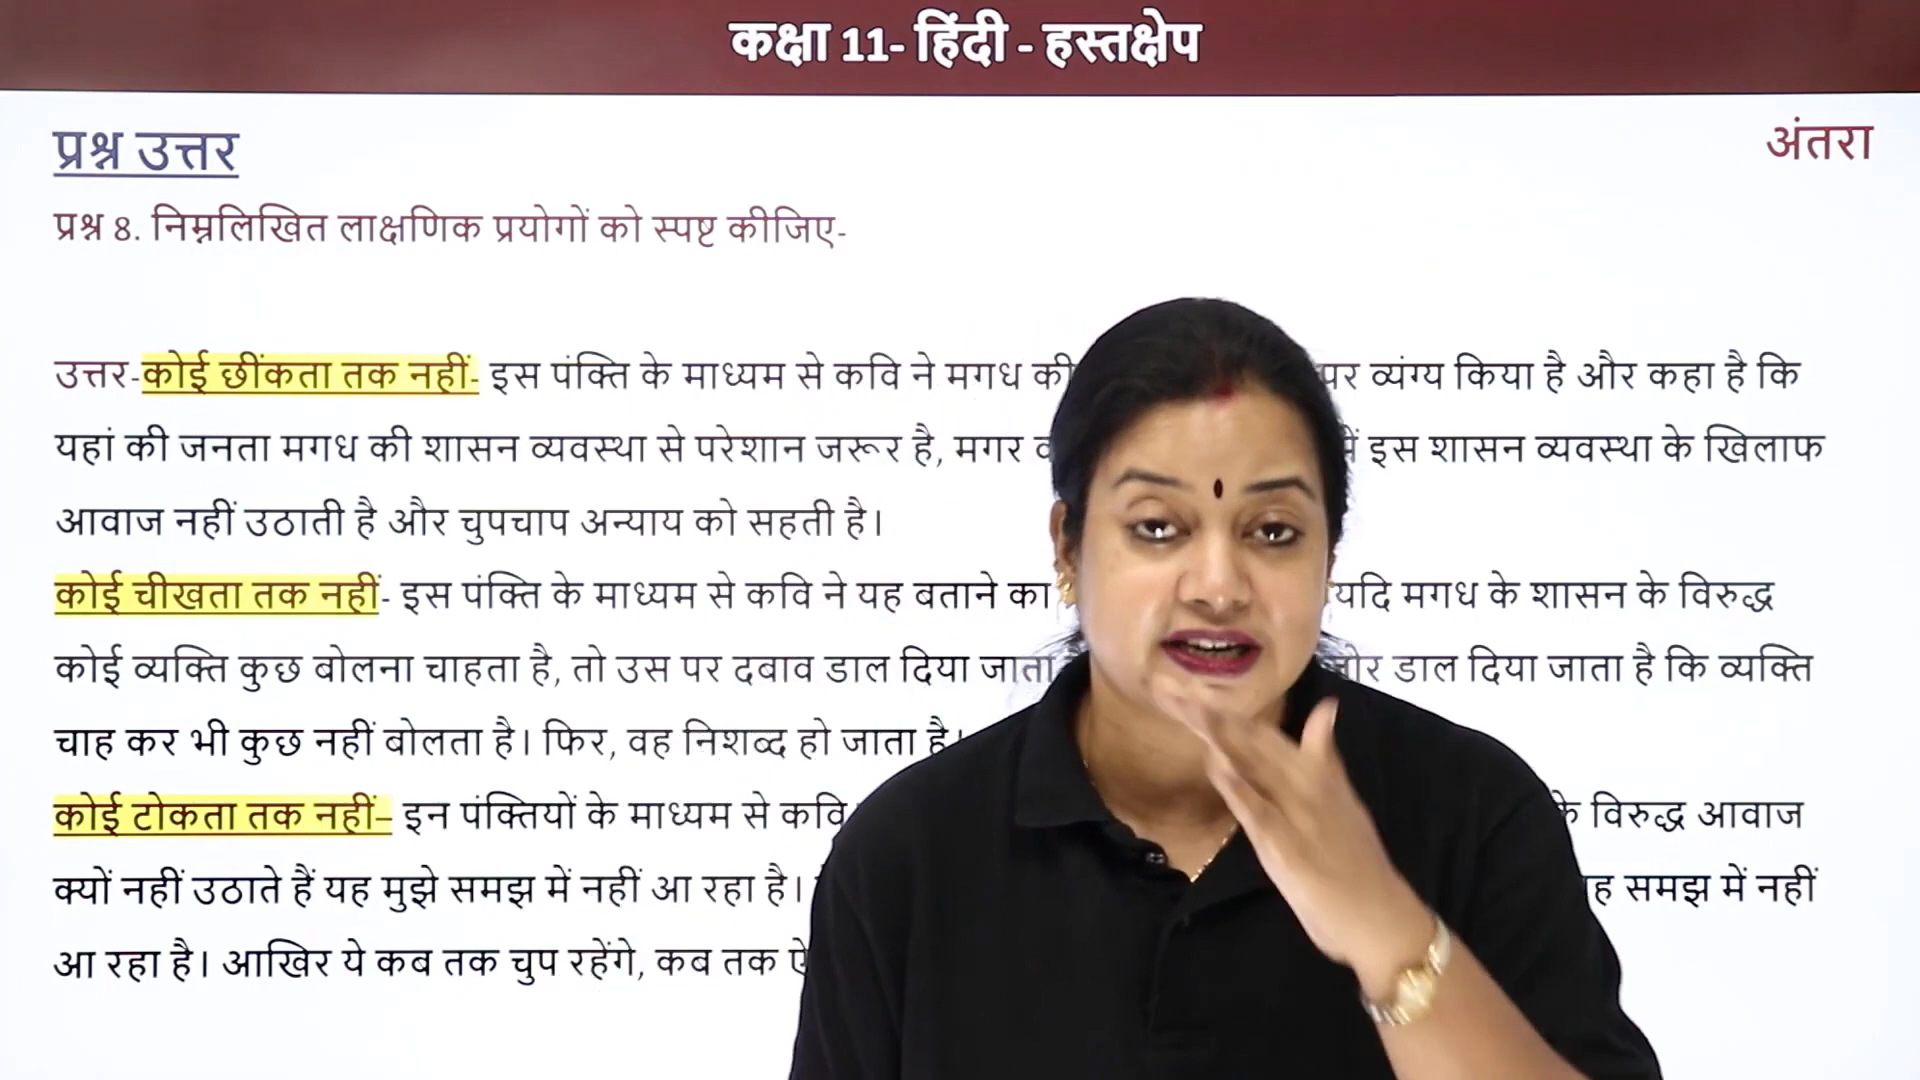 कक्षा 11- हिंदी - हस्तक्षेप
प्रश्न उत्तर
अंतरा
प्रश्न 8. निम्नलिखित लाक्षणिक प्रयोगों को स्पष्ट कीजिए-
उत्तर-कोई छींकता तक नहीं- इस पंक्ति के माध्यम से कवि ने मगध की पर व्यंग्य किया है और कहा है कि
यहां की जनता मगध की शासन व्यवस्था से परेशान जरूर है, मगर इस शासन व्यवस्था के खिलाफ
आवाज नहीं उठाती है और चुपचाप अन्याय को सहती है।
कोई चीखता तक नहीं- इस पंक्ति के माध्यम से कवि ने यह बताने का यदि मगध के शासन के विरुद्ध
कोई व्यक्ति कुछ बोलना चाहता है, तो उस पर दबाव डाल दिया जाता डाल दिया जाता है कि व्यक्ति
चाह कर भी कुछ नहीं बोलता है। फिर, वह निशब्द हो जाता है।
कोई टोकता तक नहीं– इन पंक्तियों के माध्यम से कवि के विरुद्ध आवाज
क्यों नहीं उठाते हैं यह मुझे समझ में नहीं आ रहा है। समझ में नहीं
आ रहा है। आखिर ये कब तक चुप रहेंगे, कब तक